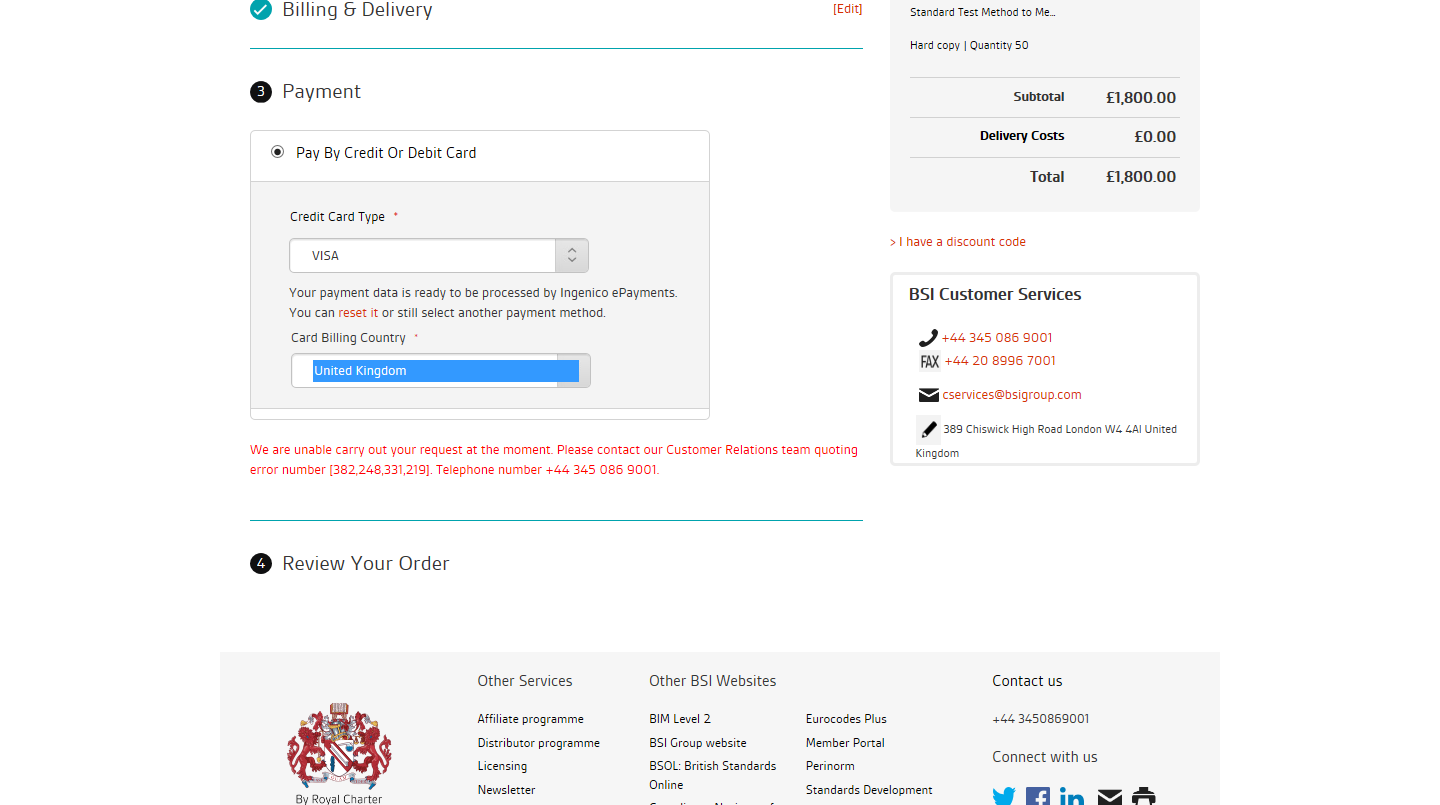 Billing & Delivery
[Edit]
3 Payment
Pay By Credit Or Debit Card
Credit Card Type *
VISA
Your payment data is ready to be processed by Ingenico ePayments.
You can reset it or still select another payment method.
Card Billing Country *
United Kingdom
We are unable carry out your request at the moment. Please contact our Customer Relations team quoting
error number [382,248,331,219]. Telephone number +44 345 086 9001.
4 Review Your Order
Standard Test Method to Me...
Hard copy | Quantity 50
Subtotal £1,800.00
Delivery Costs £0.00
Total £1,800.00
> I have a discount code
BSI Customer Services
+44 345 086 9001
FAX +44 20 8996 7001
cservices@bsigroup.com
389 Chiswick High Road London W4 4Al United
Kingdom
By Royal Charter
Other Services
Affiliate programme
Distributor programme
Licensing
Newsletter
Other BSI Websites
BIM Level 2
BSI Group website
BSOL: British Standards
Online
Eurocodes Plus
Member Portal
Perinorm
Standards Development
Contact us
+44 3450869001
Connect with us